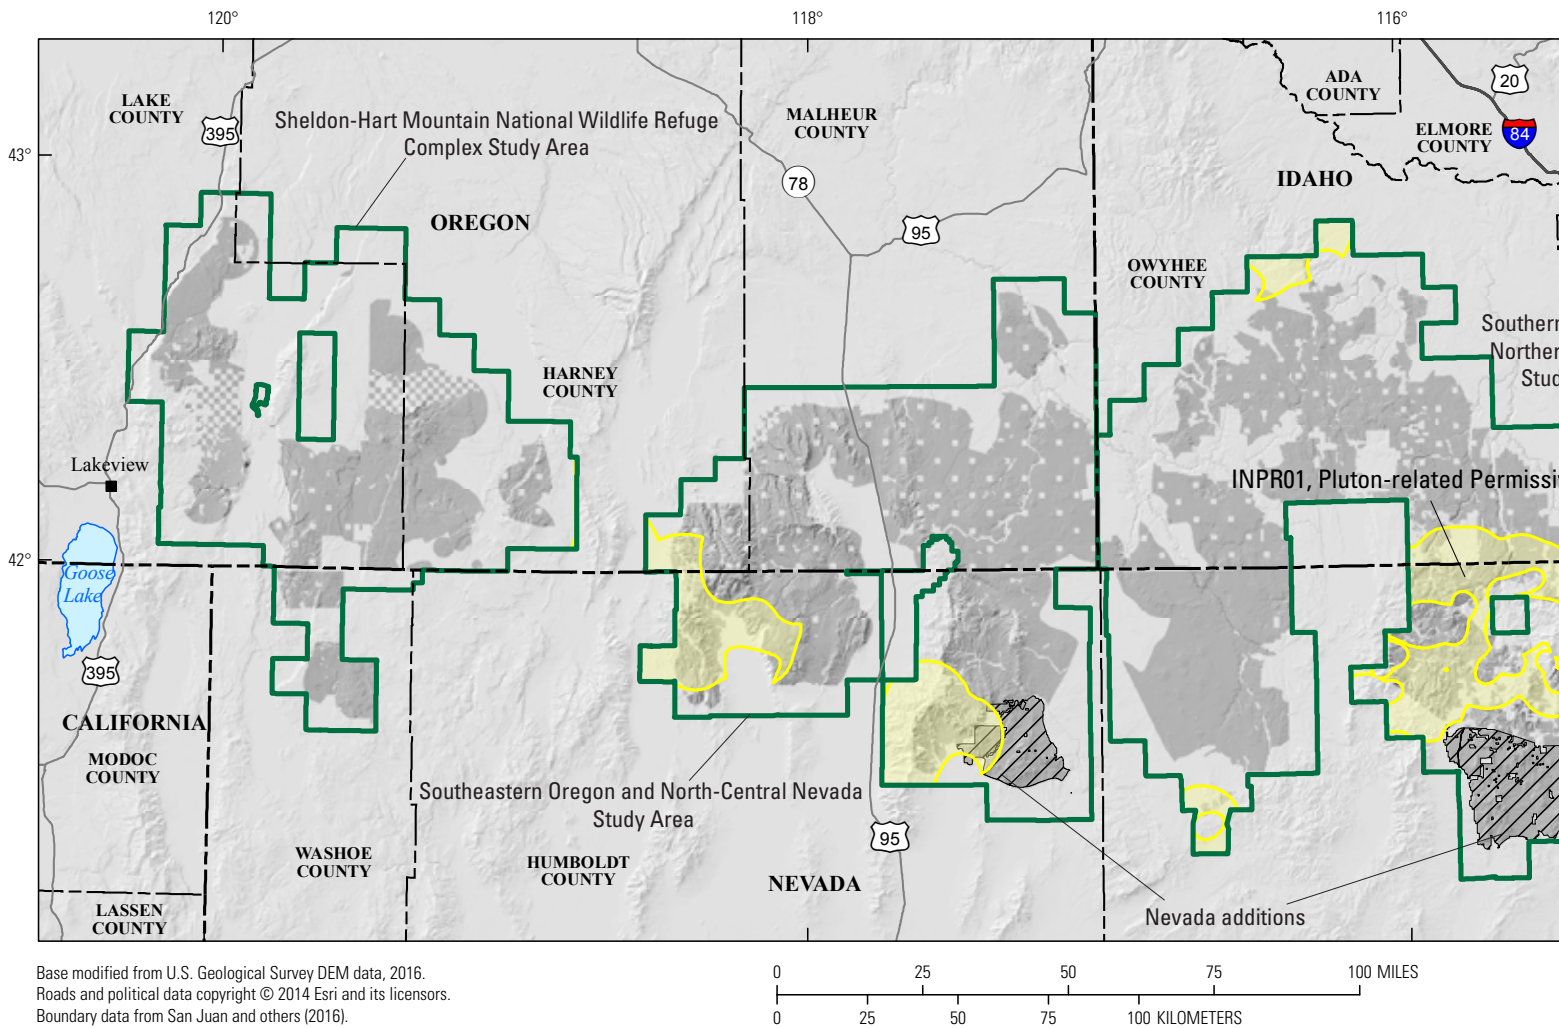 120°
118°
116°
LAKE
COUNTY
395
Sheldon-Hart Mountain National Wildlife Refuge
Complex Study Area
MALHEUR
COUNTY
ADA
COUNTY
20
ELMORE
COUNTY
84
43°
78
IDAHO
OREGON
95
OWYHEE
COUNTY
Southern
Norther
Stud
HARNEY
COUNTY
Lakeview
INPR01, Pluton-related Permissiv
42°
Goose
Lake
395
CALIFORNIA
MODOC
COUNTY
Southeastern Oregon and North-Central Nevada
Study Area
95
WASHOE
COUNTY
HUMBOLDT
COUNTY
NEVADA
LASSEN
COUNTY
Nevada additions
Base modified from U.S. Geological Survey DEM data, 2016.
Roads and political data copyright © 2014 Esri and its licensors.
Boundary data from San Juan and others (2016).
0 25 50 75 100 MILES
0 25 50 75 100 KILOMETERS